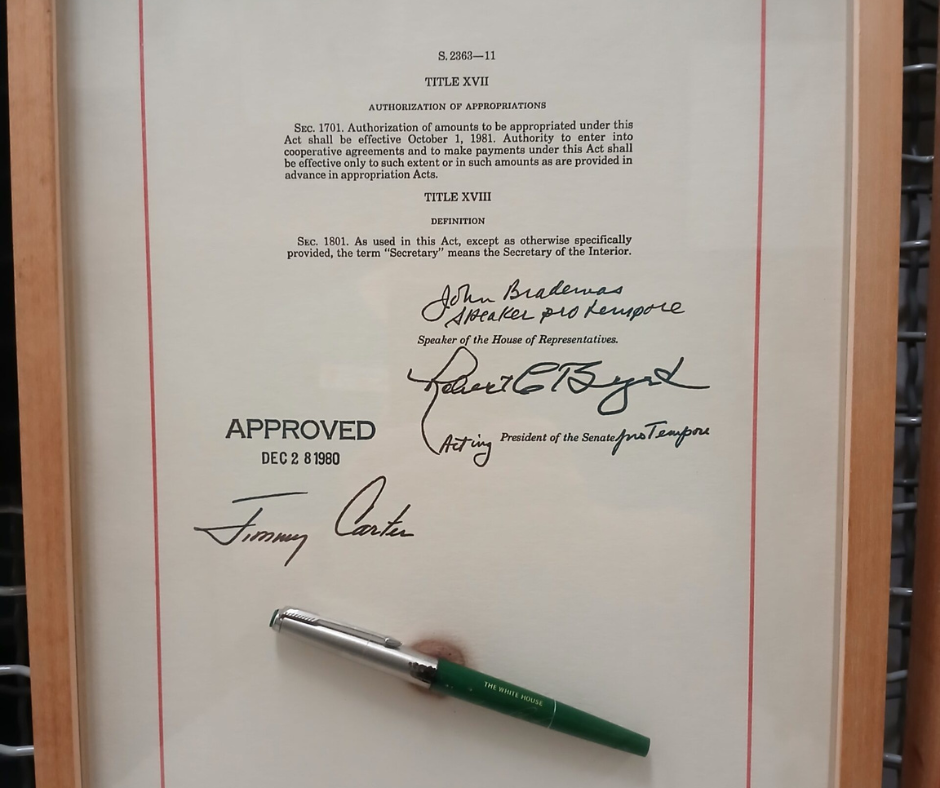 S. 2363—11
TITLE XVII
AUTHORIZATION OF APPROPRIATIONS
SEC. 1701. Authorization of amounts to be appropriated under this
Act shall be effective October 1, 1981. Authority to enter into
cooperative agreements and to make payments under this Act shall
be effective only to such extent or in such amounts as are provided in
advance in appropriation Acts.
TITLE XVIII
DEFINITION
SEC. 1801. As used in this Act, except as otherwise specifically
provided, the term "Secretary" means the Secretary of the Interior.
John Brademas
Speaker pro tempore
Speaker of the House of Representatives.
Robert C Byrd
Acting President of the Senate pro Tempore
APPROVED
DEC 28 1980
Jimmy Carter
THE WHITE HOUSE